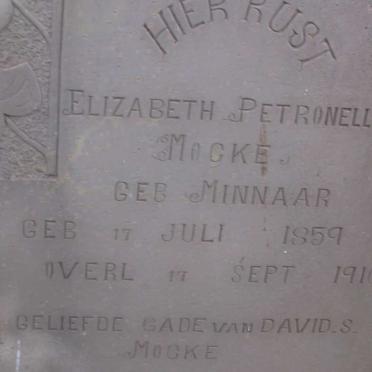 HIER RUST
ELIZABETH PETRONELL
MOCKE
GEB MINNAAR
GEB 17 JULI 1859
OVERL 17 SEPT
GELIEFDE GADE VAN DAVID. S.
MOCKE